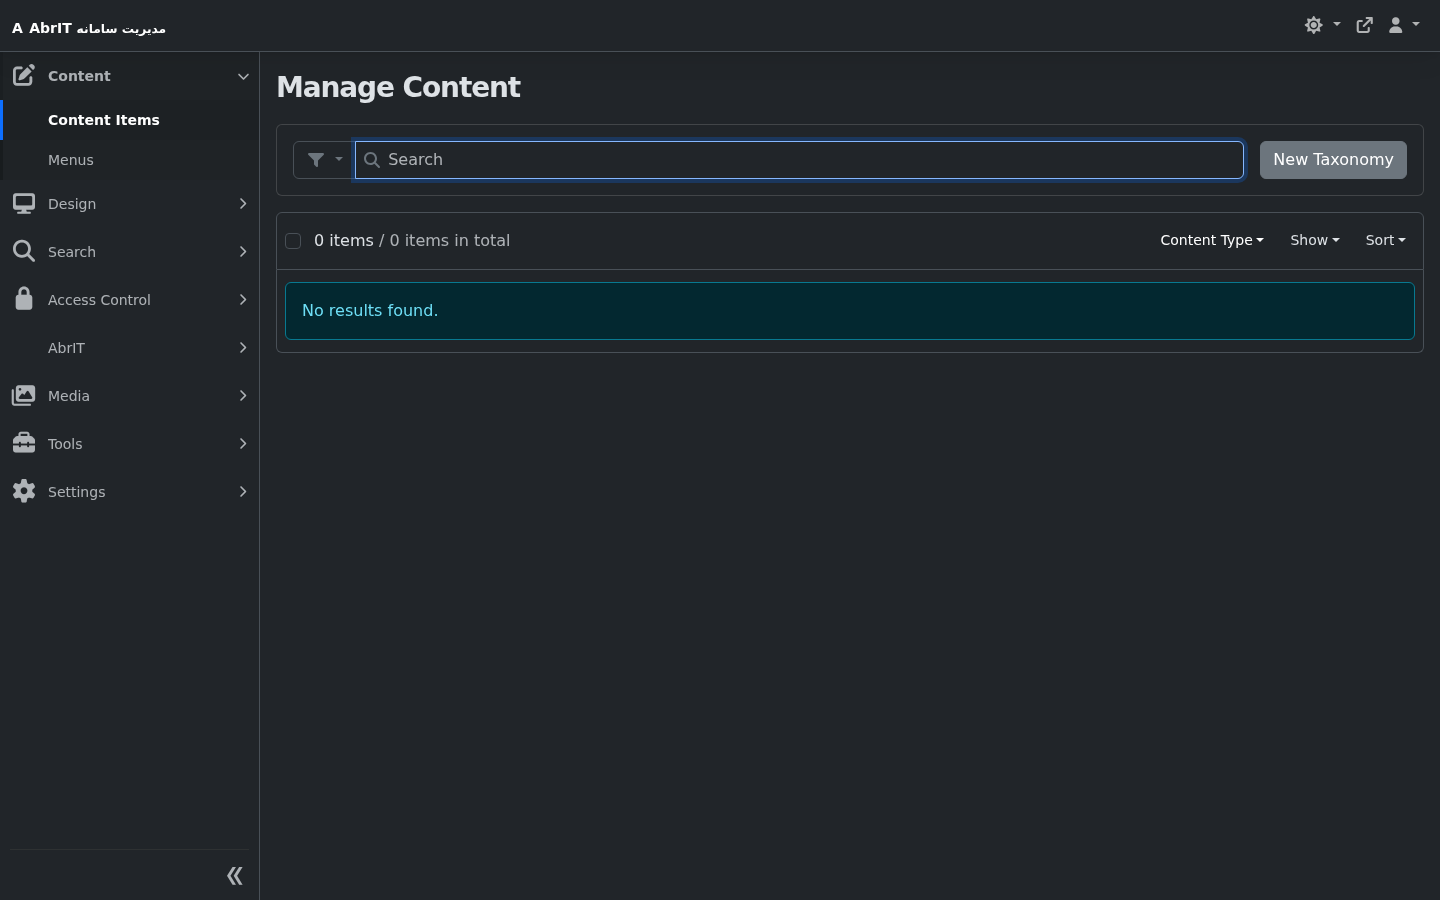 A AbrIT مدیریت سامانه
Content
Content Items
Menus
Design
Search
Access Control
AbrIT
Media
Tools
Settings
Manage Content
Search
New Taxonomy
0 items / 0 items in total
Content Type
Show
Sort
No results found.